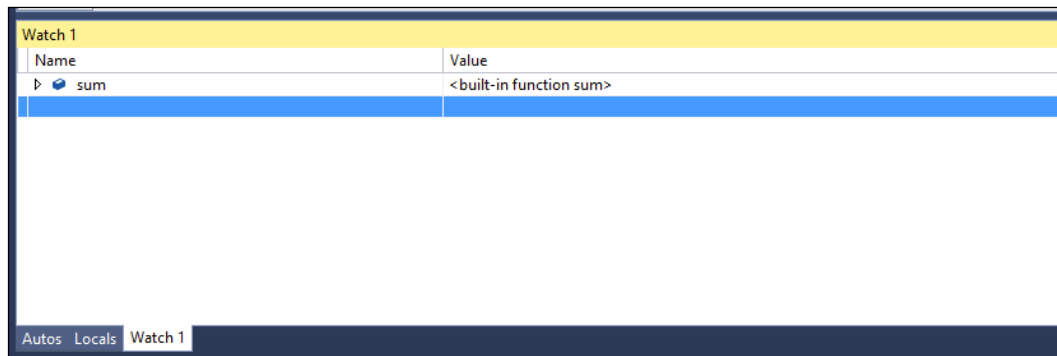 Watch 1
Name Value
sum <built-in function sum>
Autos Locals Watch 1